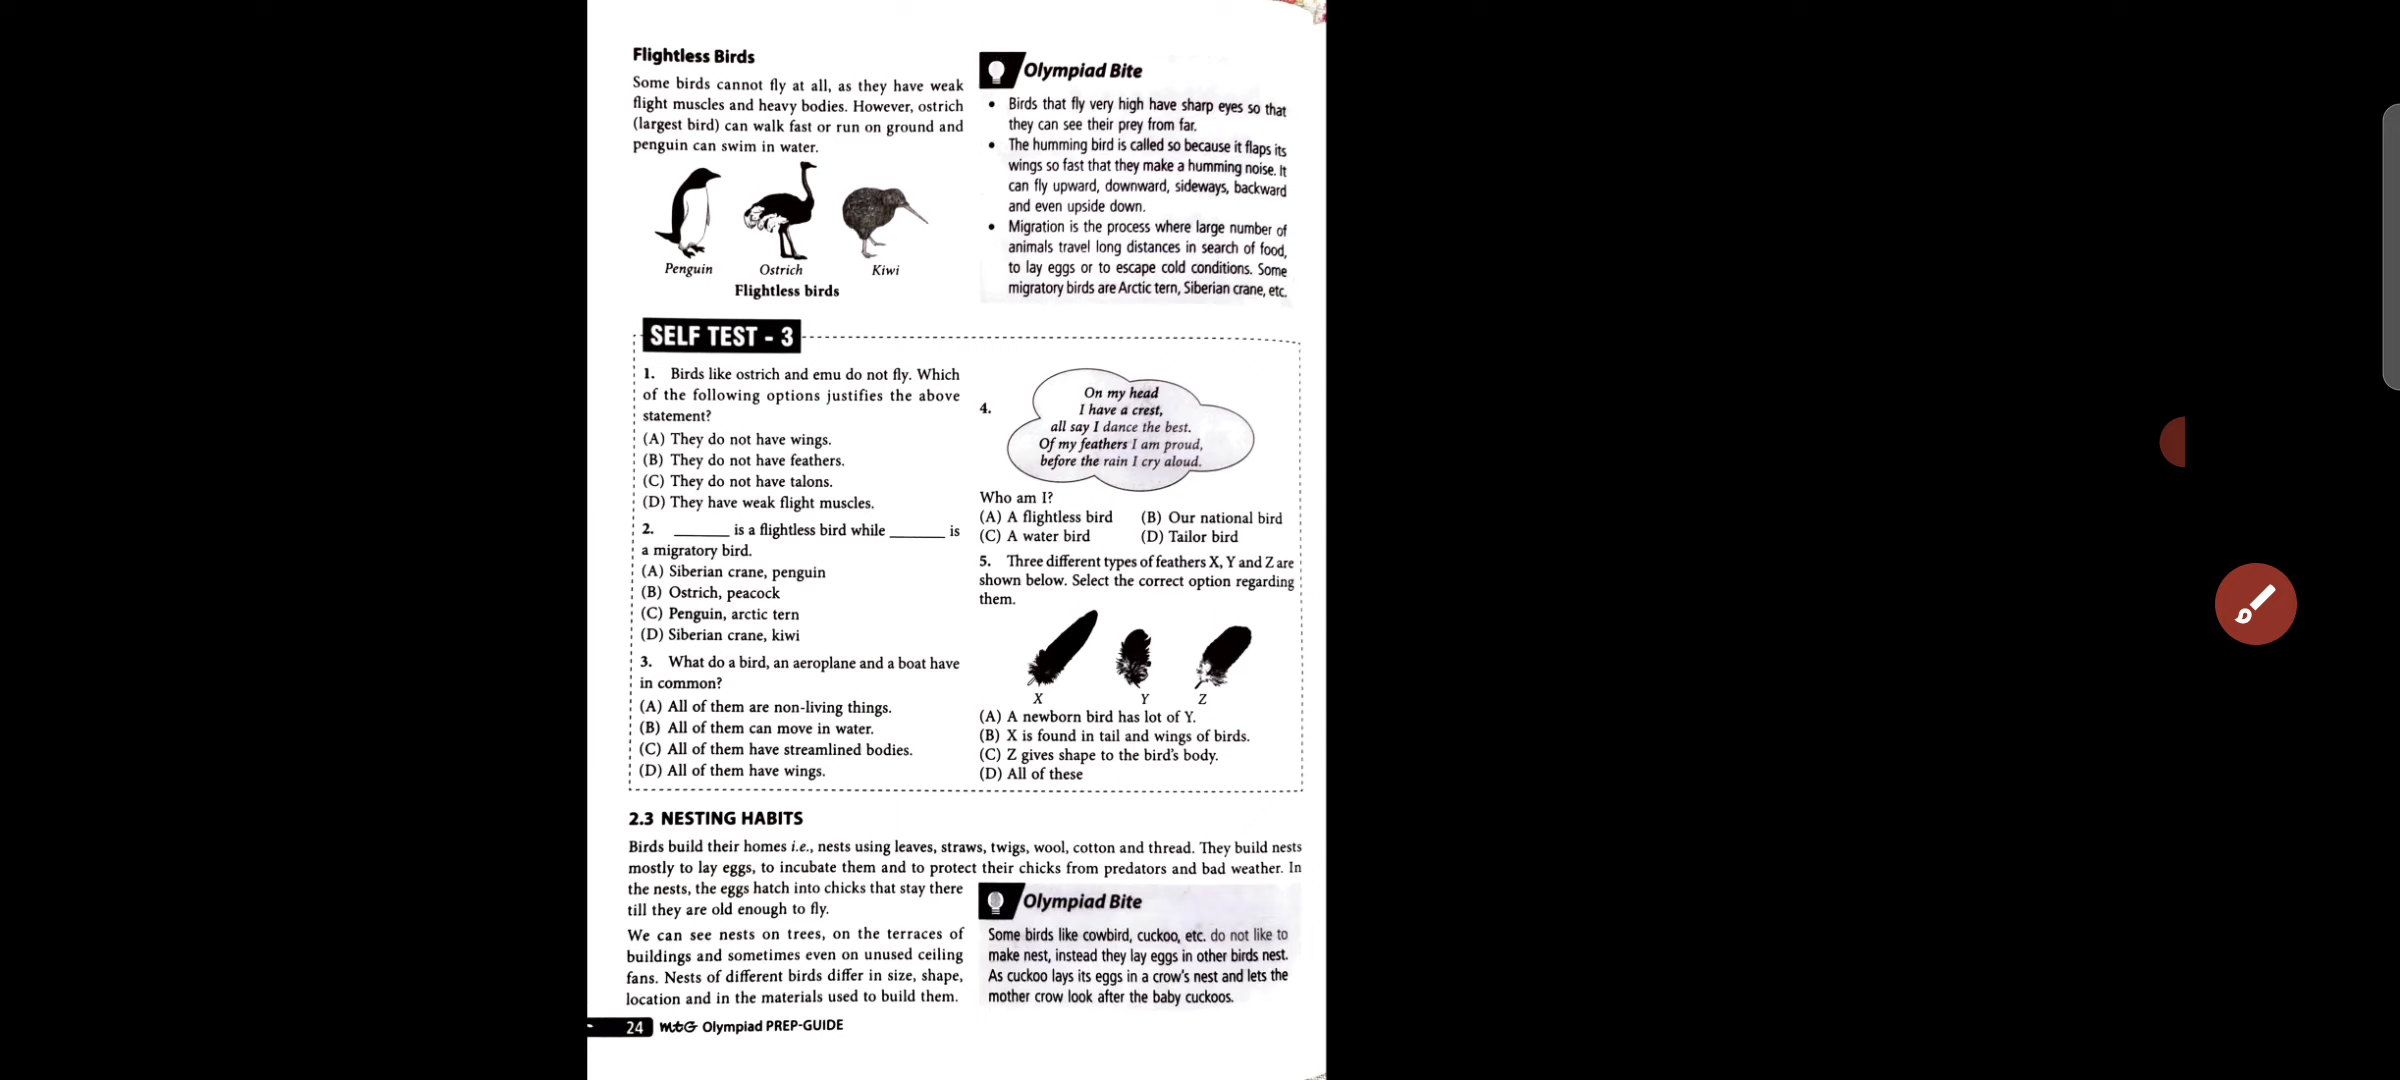 Flightless Birds
Some birds cannot fly at all, as they have weak
flight muscles and heavy bodies. However, ostrich
(largest bird) can walk fast or run on ground and
penguin can swim in water.
Penguin
Ostrich
Kiwi
Flightless birds
Olympiad Bite
• Birds that fly very high have sharp eyes so that
they can see their prey from far.
• The humming bird is called so because it flaps its
wings so fast that they make a humming noise. It
can fly upward, downward, sideways, backward
and even upside down.
• Migration is the process where large number of
animals travel long distances in search of food,
to lay eggs or to escape cold conditions. Some
migratory birds are Arctic tern, Siberian crane, etc.
SELF TEST - 3
1. Birds like ostrich and emu do not fly. Which
of the following options justifies the above
statement?
(A) They do not have wings.
(B) They do not have feathers.
(C) They do not have talons.
(D) They have weak flight muscles.
2. ______ is a flightless bird while ______ is
a migratory bird.
(A) Siberian crane, penguin
(B) Ostrich, peacock
(C) Penguin, arctic tern
(D) Siberian crane, kiwi
3. What do a bird, an aeroplane and a boat have
in common?
(A) All of them are non-living things.
(B) All of them can move in water.
(C) All of them have streamlined bodies.
(D) All of them have wings.
4.
On my head
I have a crest,
all say I dance the best.
Of my feathers I am proud,
before the rain I cry aloud.
Who am I?
(A) A flightless bird (B) Our national bird
(C) A water bird (D) Tailor bird
5. Three different types of feathers X, Y and Z are
shown below. Select the correct option regarding
them.
X Y Z
(A) A newborn bird has lot of Y.
(B) X is found in tail and wings of birds.
(C) Z gives shape to the bird's body.
(D) All of these
2.3 NESTING HABITS
Birds build their homes i.e., nests using leaves, straws, twigs, wool, cotton and thread. They build nests
mostly to lay eggs, to incubate them and to protect their chicks from predators and bad weather. In
the nests, the eggs hatch into chicks that stay there
till they are old enough to fly.
We can see nests on trees, on the terraces of
buildings and sometimes even on unused ceiling
fans. Nests of different birds differ in size, shape,
location and in the materials used to build them.
Olympiad Bite
Some birds like cowbird, cuckoo, etc. do not like to
make nest, instead they lay eggs in other birds nest.
As cuckoo lays its eggs in a crow's nest and lets the
mother crow look after the baby cuckoos.
24 mtG Olympiad PREP-GUIDE